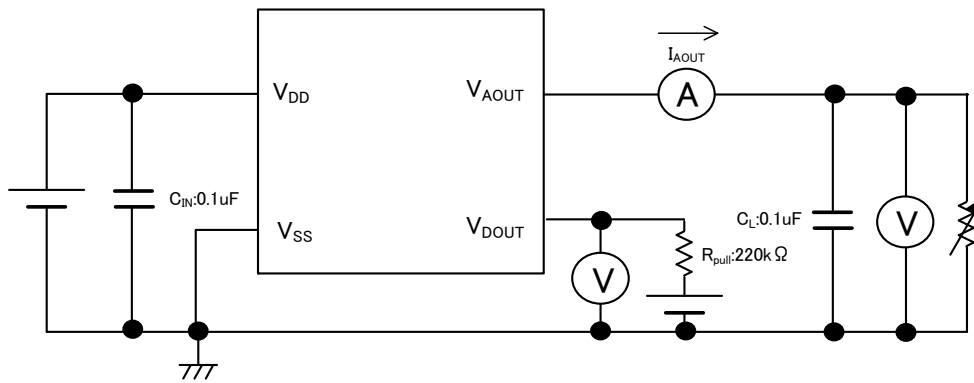 I_AOUT
V_DD
V_AOUT
A
C_IN:0.1uF
V_SS
V_DOUT
V
R_pull:220kΩ
C_L:0.1uF
V